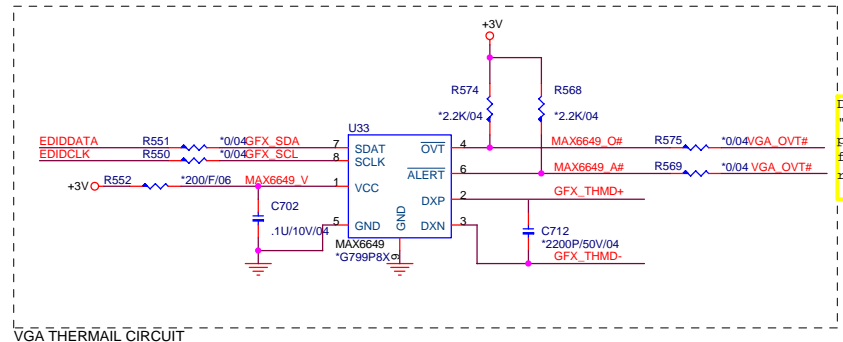 +3V
R574
R568
*2.2K/04
*2.2K/04
U33
EDIDDATA
R551
*0/04
GFX_SDA
7
SDAT
OVT
4
MAX6649_O#
R575
*0/04
VGA_OVT#
EDIDCLK
R550
*0/04
GFX_SCL
8
SCLK
ALERT
6
MAX6649_A#
R569
*0/04
VGA_OVT#
+3V
R552
*200/F/06
MAX6649_V
1
VCC
DXP
2
GFX_THMD+
C702
.1U/10V/04
5
GND
GND
DXN
3
C712
*2200P/50V/04
MAX6649
*G799P8X
9
GFX_THMD-
VGA THERMAIL CIRCUIT